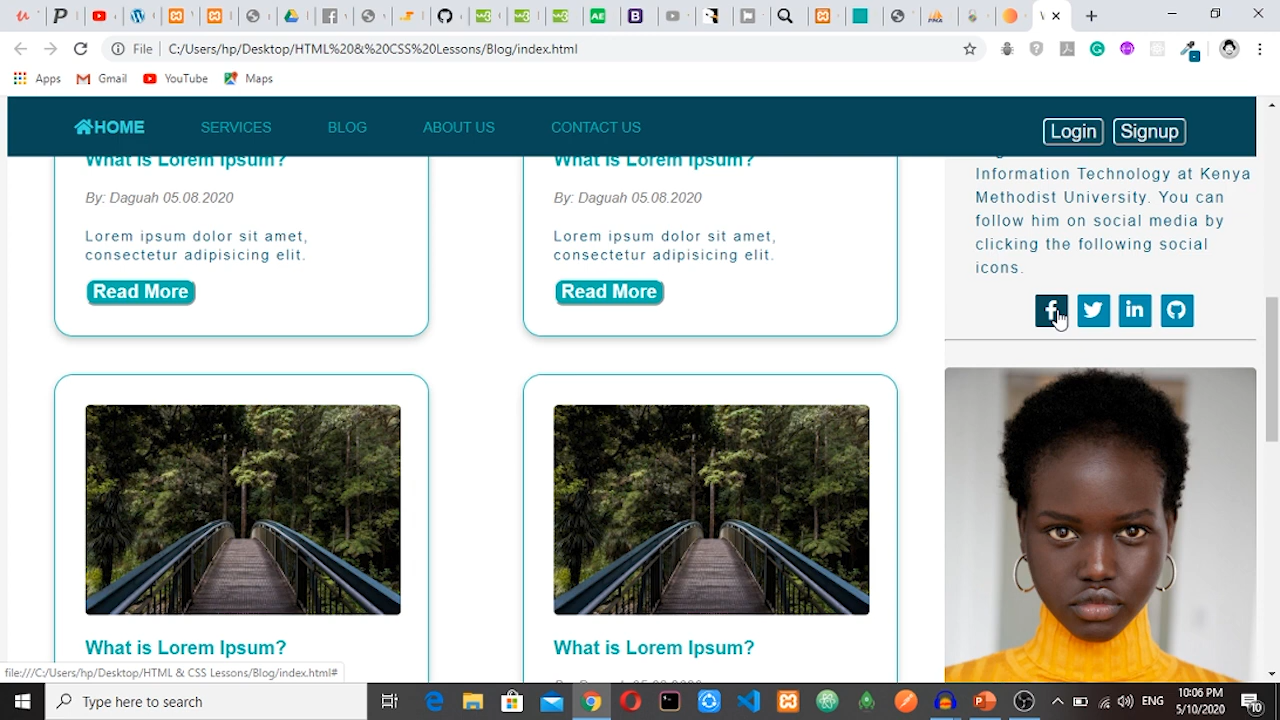 File
C:/Users/hp/Desktop/HTML%20&%20CSS%20Lessons/Blog/index.html
Apps
Gmail
YouTube
Maps
HOME
SERVICES
BLOG
ABOUT US
CONTACT US
Login
Signup
What is Lorem Ipsum?
By: Daguah 05.08.2020
Lorem ipsum dolor sit amet,
consectetur adipisicing elit.
Read More
What is Lorem Ipsum?
By: Daguah 05.08.2020
Lorem ipsum dolor sit amet,
consectetur adipisicing elit.
Read More
Information Technology at Kenya
Methodist University. You can
follow him on social media by
clicking the following social
icons.
What is Lorem Ipsum?
What is Lorem Ipsum?
file:///C:/Users/hp/Desktop/HTML & CSS Lessons/Blog/index.html#
Type here to search
ENG
10:06 PM
5/10/2020
10